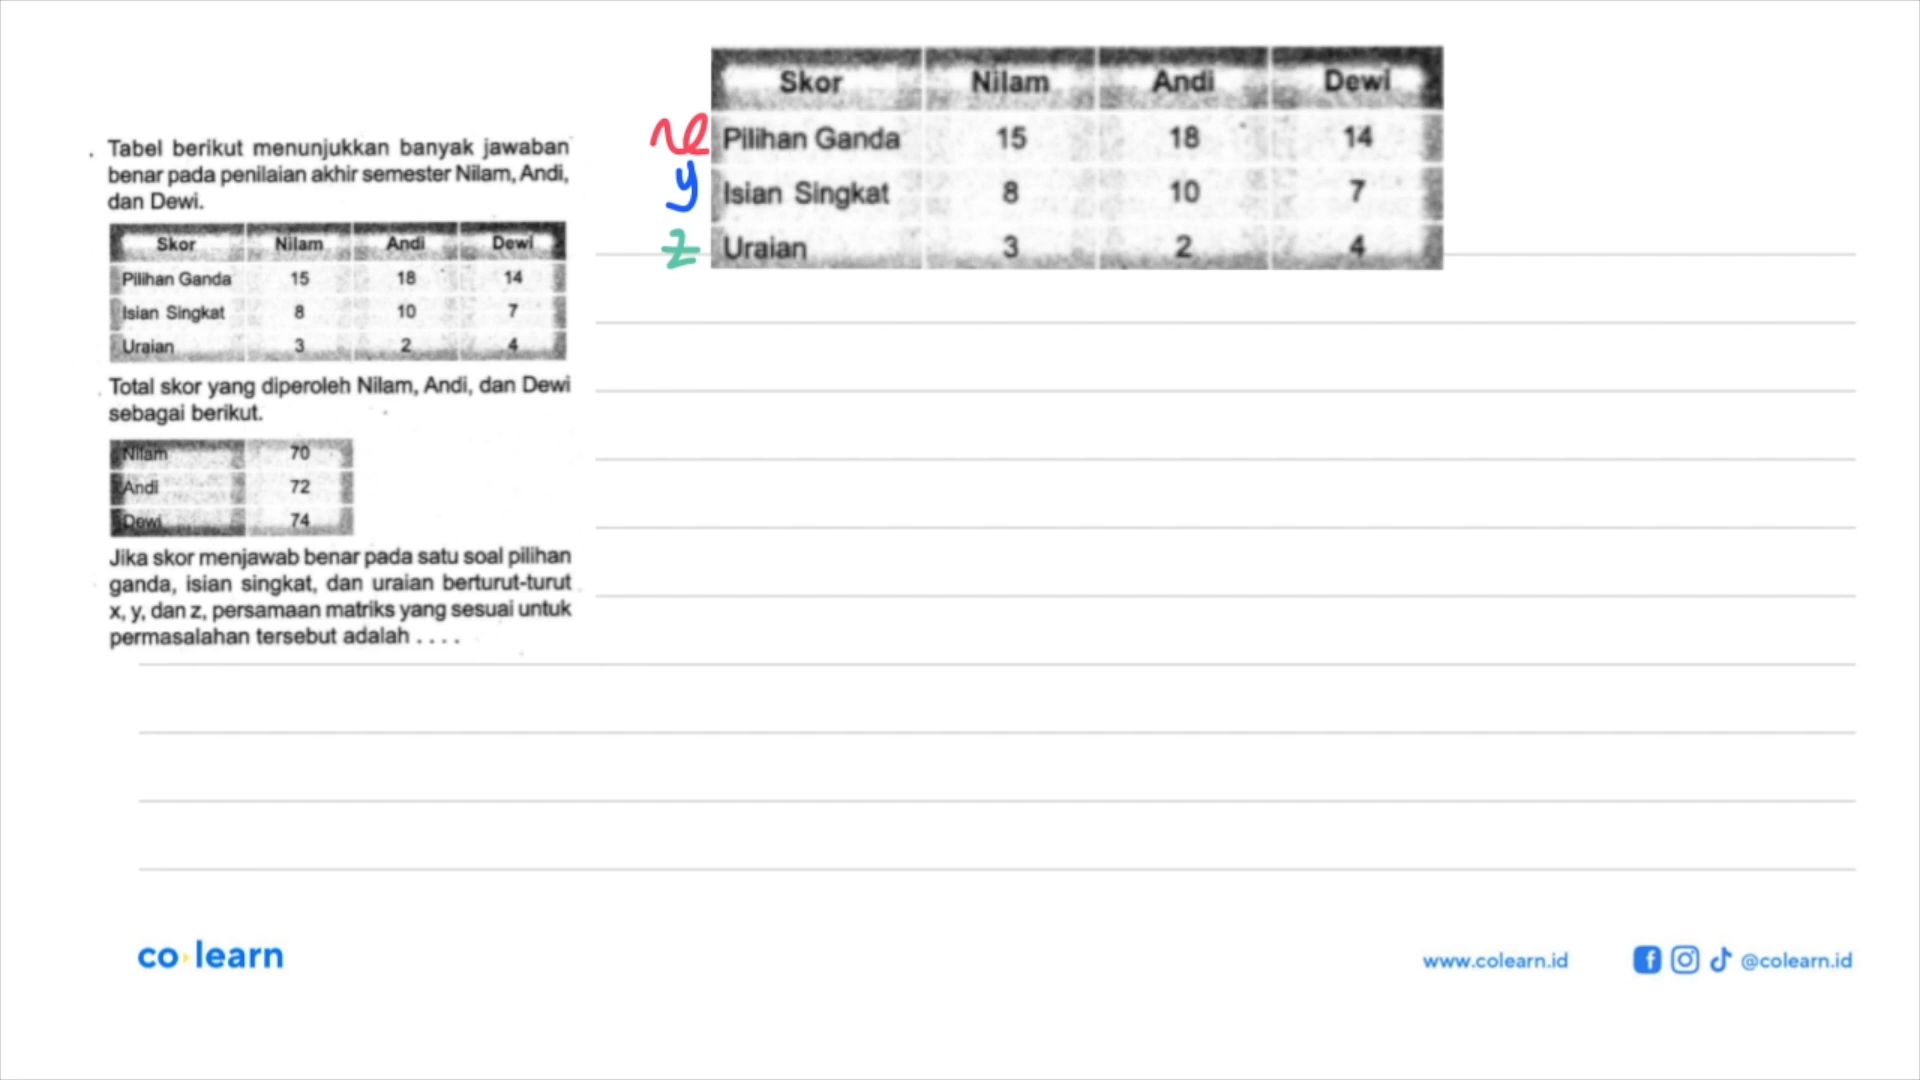 Tabel berikut menunjukkan banyak jawaban
benar pada penilaian akhir semester Nilam, Andi,
dan Dewi.
Skor Nilam Andi Dewi
Pilihan Ganda 15 18 14
Isian Singkat 8 10 7
Uraian 3 2 4
Total skor yang diperoleh Nilam, Andi, dan Dewi
sebagai berikut.
Nilam 70
Andi 72
Dewi 74
Jika skor menjawab benar pada satu soal pilihan
ganda, isian singkat, dan uraian berturut-turut
x, y, dan z, persamaan matriks yang sesuai untuk
permasalahan tersebut adalah . . . .
Skor Nilam Andi Dewi
x Pilihan Ganda 15 18 14
y Isian Singkat 8 10 7
z Uraian 3 2 4
co learn
www.colearn.id
@colearn.id